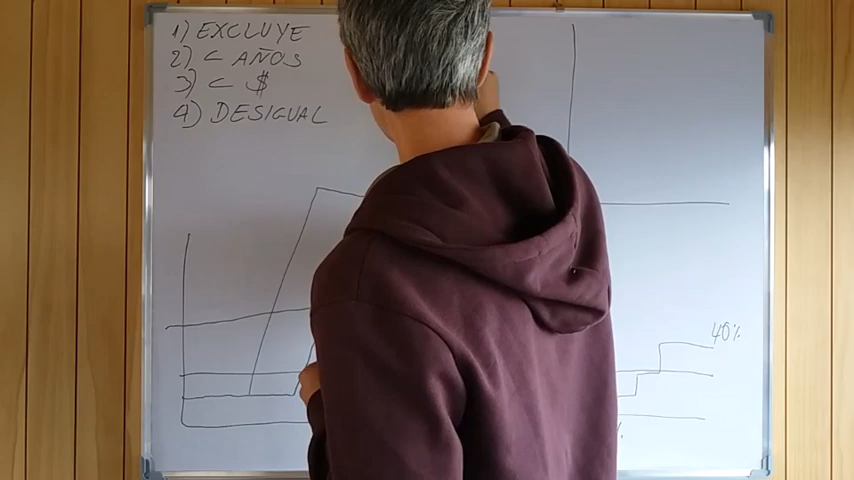 1) EXCLUYE
2) < AÑOS
3) < $
4) DESIGUAL
40%